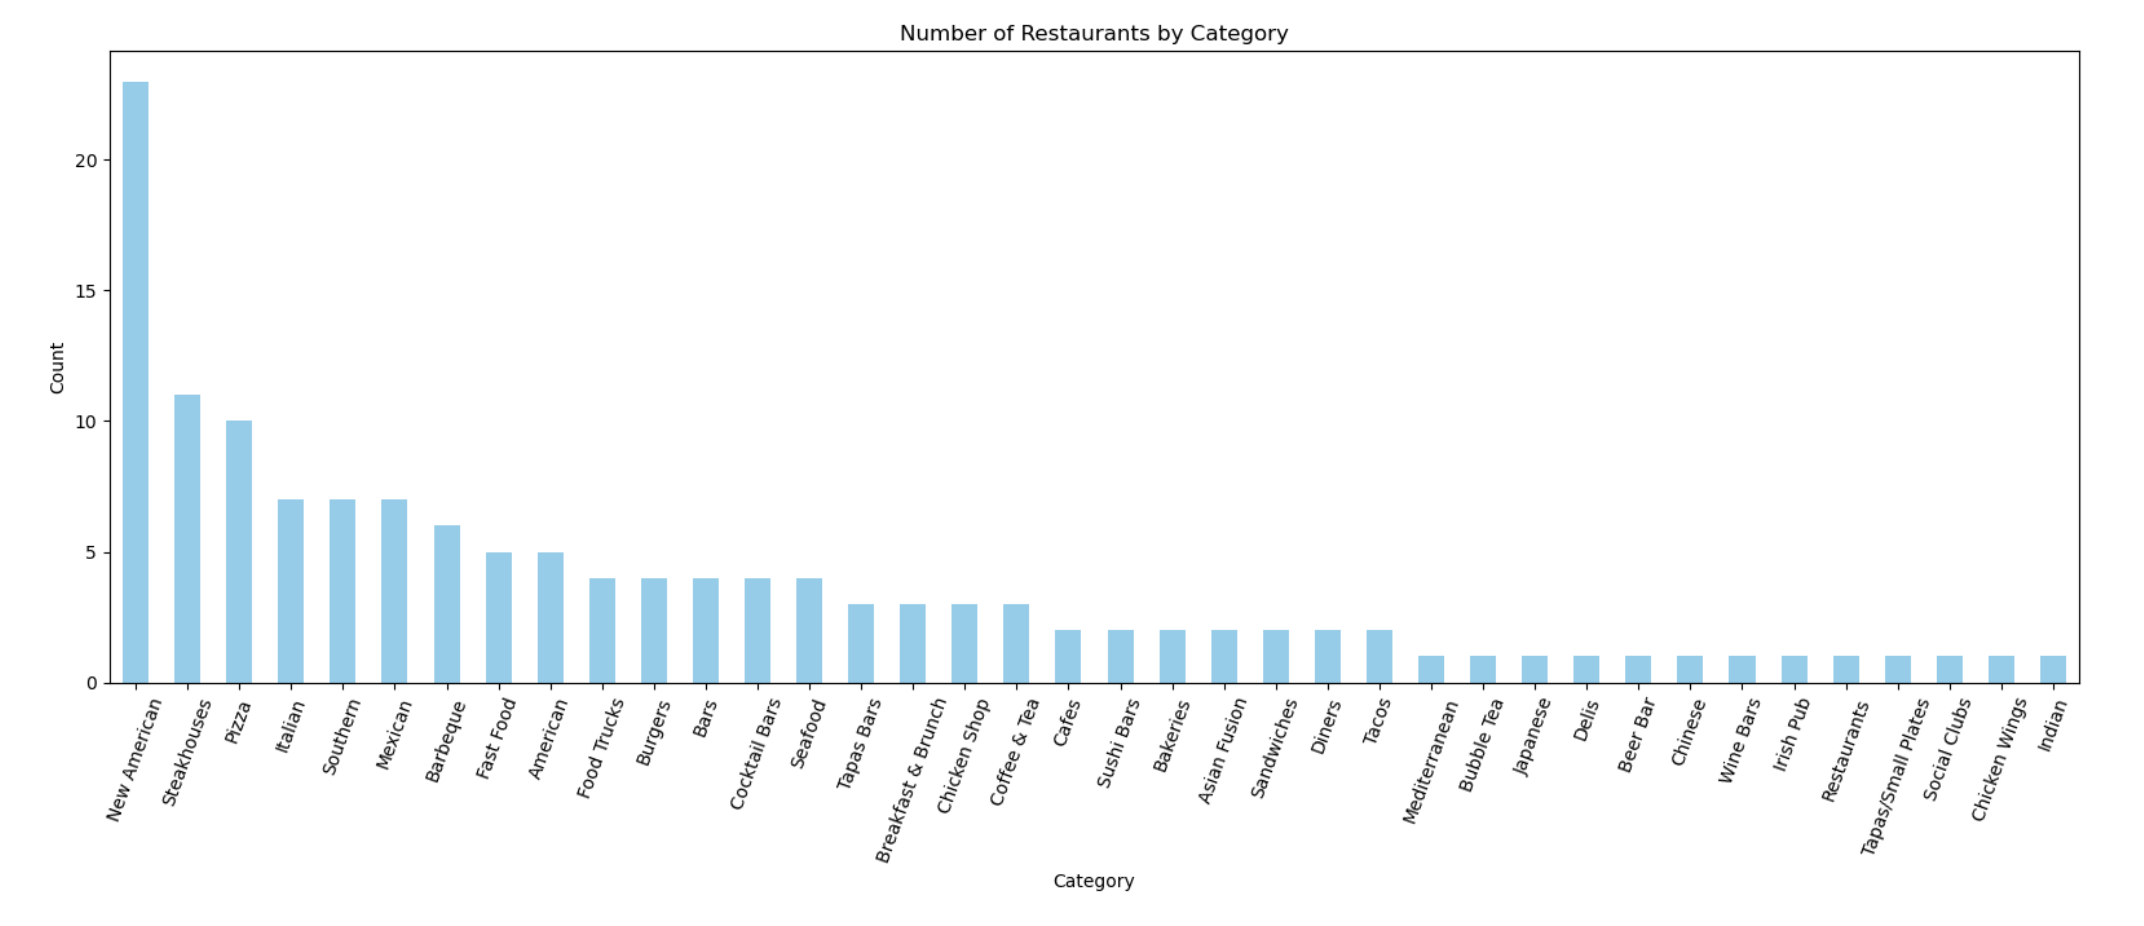 Number of Restaurants by Category
Count
20
15
10
5
0
New American
Steakhouses
Pizza
Italian
Southern
Mexican
Barbeque
Fast Food
American
Food Trucks
Burgers
Bars
Cocktail Bars
Seafood
Tapas Bars
Breakfast & Brunch
Chicken Shop
Coffee & Tea
Cafes
Sushi Bars
Bakeries
Asian Fusion
Sandwiches
Diners
Tacos
Mediterranean
Bubble Tea
Japanese
Delis
Beer Bar
Chinese
Wine Bars
Irish Pub
Restaurants
Tapas/Small Plates
Social Clubs
Chicken Wings
Indian
Category